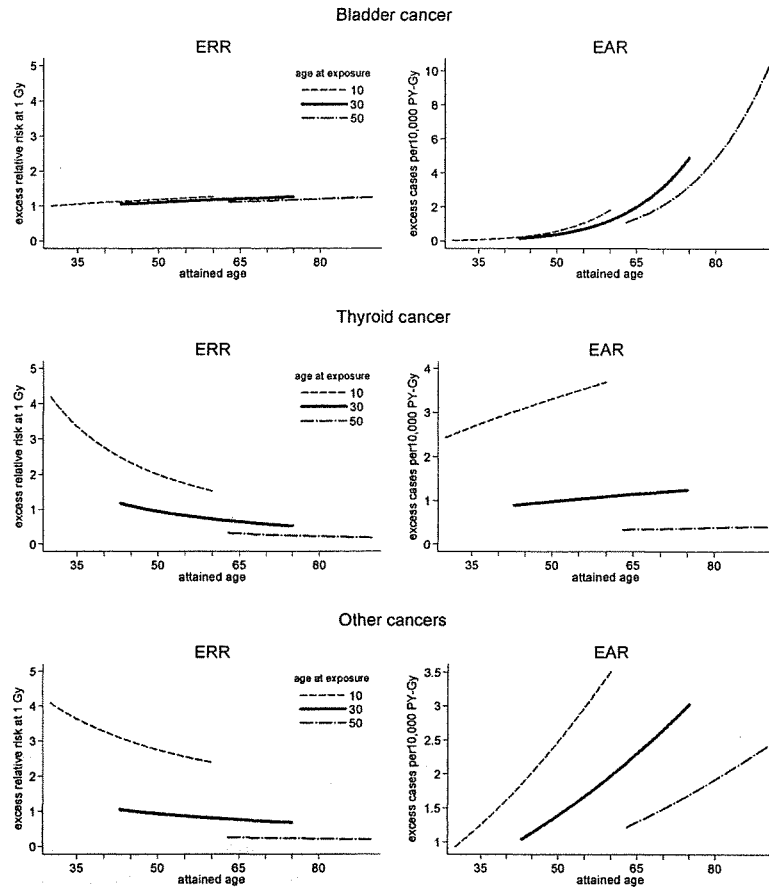 Bladder cancer
ERR
EAR
excess relative risk at 1 Gy
5
4
3
2
1
0
age at exposure
10
30
50
35
50
65
80
attained age
excess cases per10,000 PY-Gy
10
8
6
4
2
0
35
50
65
80
attained age
Thyroid cancer
ERR
EAR
excess relative risk at 1 Gy
5
4
3
2
1
0
age at exposure
10
30
50
35
50
65
80
attained age
excess cases per10,000 PY-Gy
4
3
2
1
0
35
50
65
80
attained age
Other cancers
ERR
EAR
excess relative risk at 1 Gy
5
4
3
2
1
0
age at exposure
10
30
50
35
50
65
80
attained age
excess cases per10,000 PY-Gy
3.5
3
2.5
2
1.5
1
35
50
65
80
attained age